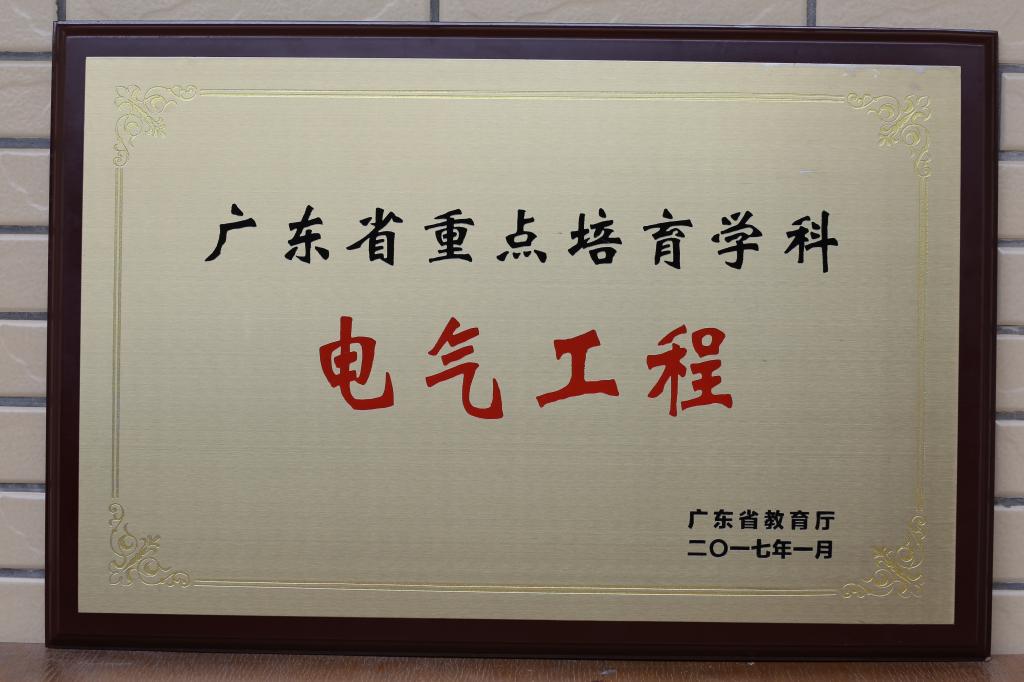 广东省重点培育学科
电气工程
广东省教育厅
二〇一七年一月